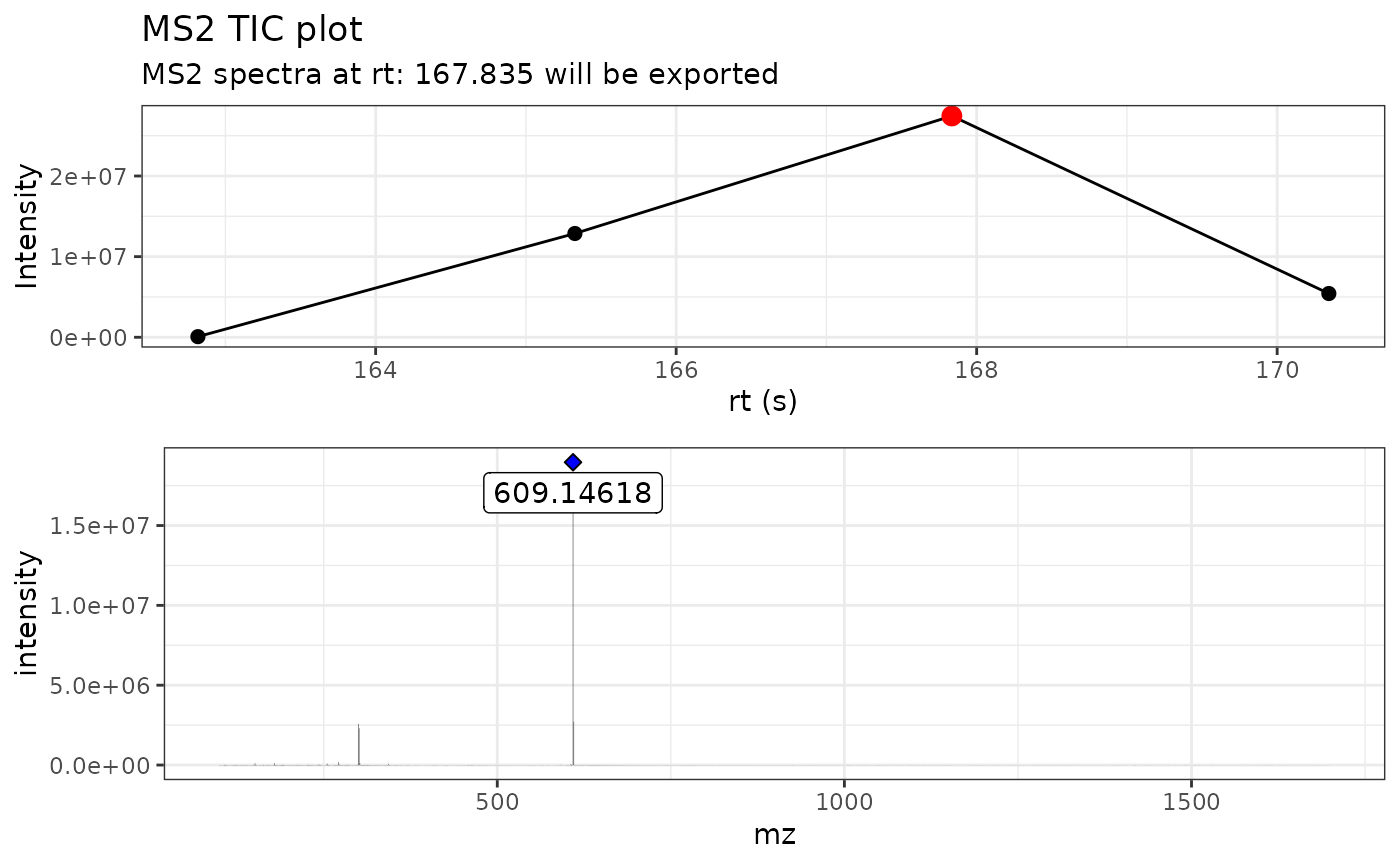 MS2 TIC plot
MS2 spectra at rt: 167.835 will be exported
Intensity
2e+07
1e+07
0e+00
164 166 168 170
rt (s)
609.14618
intensity
1.5e+07
1.0e+07
5.0e+06
0.0e+00
500 1000 1500
mz